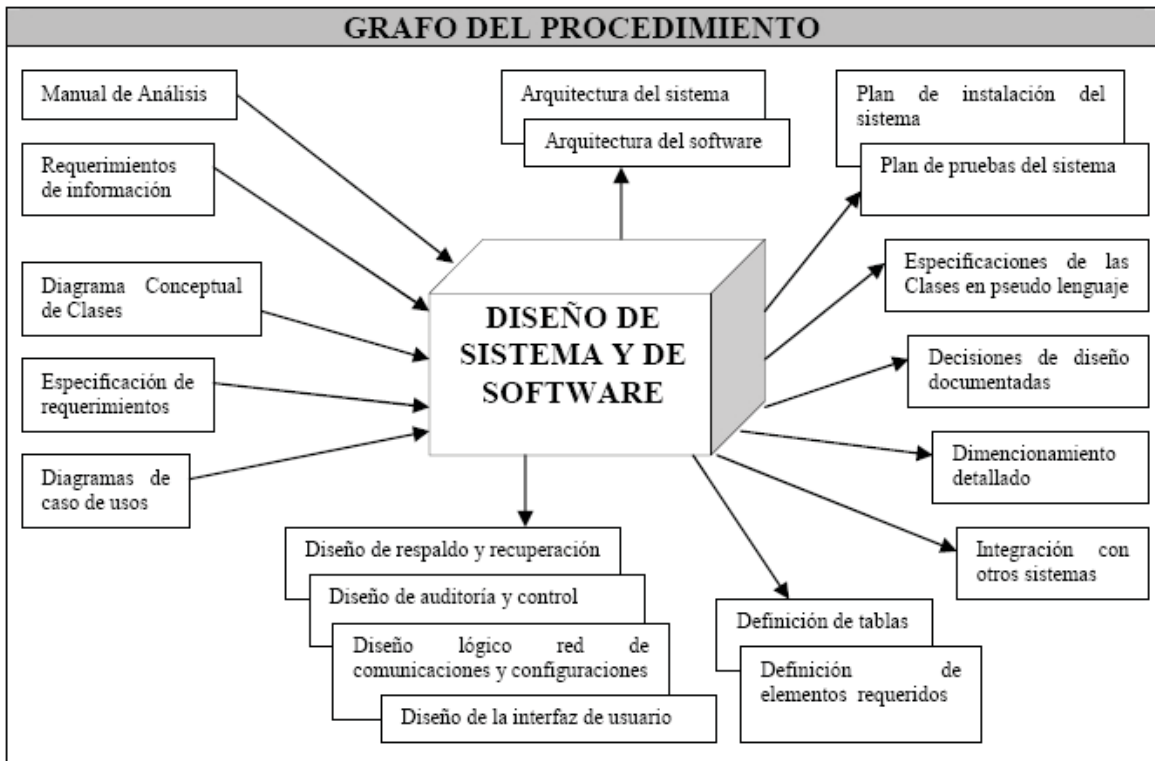 GRAFO DEL PROCEDIMIENTO
Manual de Análisis
Requerimientos
de información
Diagrama Conceptual
de Clases
Especificación de
requerimientos
Diagramas de
caso de usos
Arquitectura del sistema
Arquitectura del software
Plan de instalación del
sistema
Plan de pruebas del sistema
Especificaciones de las
Clases en pseudo lenguaje
Decisiones de diseño
documentadas
Dimencionamiento
detallado
Integración con
otros sistemas
DISEÑO DE
SISTEMA Y DE
SOFTWARE
Diseño de respaldo y recuperación
Diseño de auditoría y control
Diseño lógico red de
comunicaciones y configuraciones
Diseño de la interfaz de usuario
Definición de tablas
Definición de
elementos requeridos